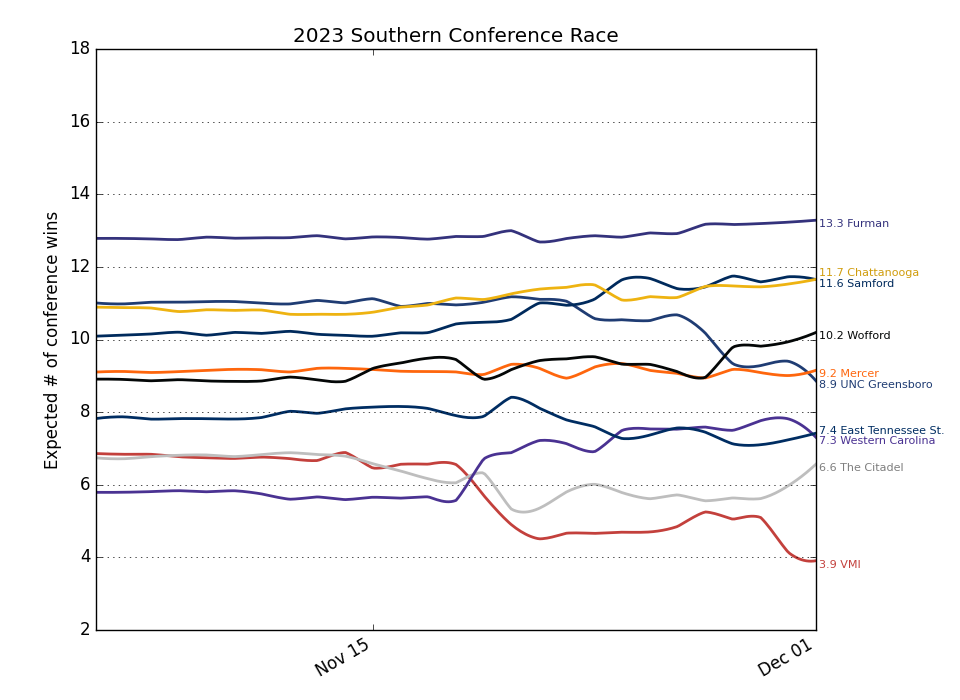 2023 Southern Conference Race
Expected # of conference wins
18
16
14
12
10
8
6
4
2
13.3 Furman
11.7 Chattanooga
11.6 Samford
10.2 Wofford
9.2 Mercer
8.9 UNC Greensboro
7.4 East Tennessee St.
7.3 Western Carolina
6.6 The Citadel
3.9 VMI
Nov 15
Dec 01